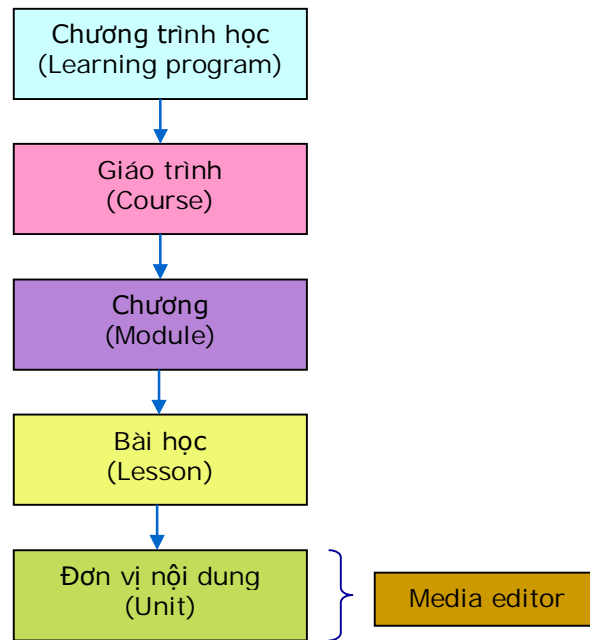 Chương trình học
(Learning program)
Giáo trình
(Course)
Chương
(Module)
Bài học
(Lesson)
Đơn vị nội dung
(Unit)
Media editor